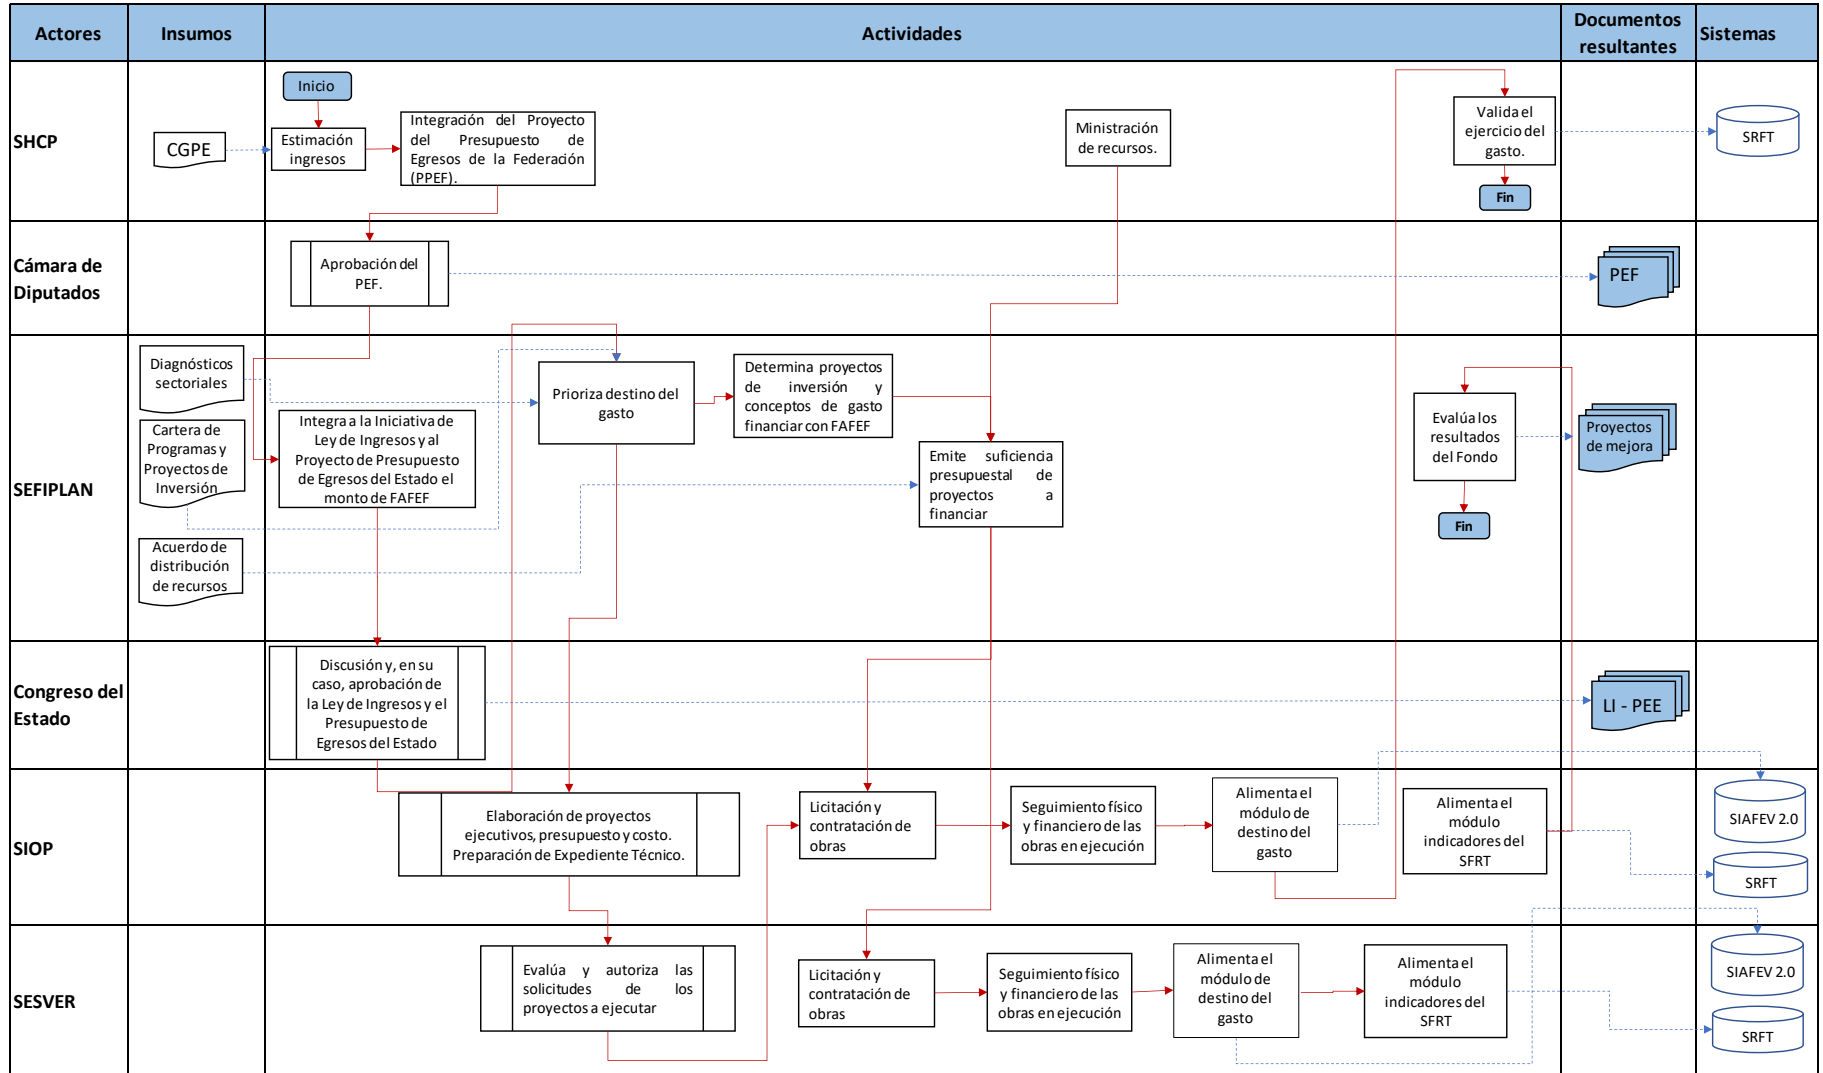 Actores
Insumos
Actividades
Documentos
resultantes
Sistemas
SHCP
CGPE
Inicio
Estimación
ingresos
Integración del Proyecto
del Presupuesto de
Egresos de la Federación
(PPEF).
Ministración
de recursos.
Valida el
ejercicio del
gasto.
Fin
SRFT
Cámara de
Diputados
Aprobación del
PEF.
PEF
SEFIPLAN
Diagnósticos
sectoriales
Cartera de
Programas y
Proyectos de
Inversión
Acuerdo de
distribución
de recursos
Integra a la Iniciativa de
Ley de Ingresos y al
Proyecto de Presupuesto
de Egresos del Estado el
monto de FAFEF
Prioriza destino del
gasto
Determina proyectos
de inversión y
conceptos de gasto
financiar con FAFEF
Emite suficiencia
presupuestal de
proyectos a
financiar
Evalúa los
resultados
del Fondo
Fin
Proyectos
de mejora
Congreso del
Estado
Discusión y, en su
caso, aprobación de
la Ley de Ingresos y el
Presupuesto de
Egresos del Estado
LI - PEE
SIOP
Elaboración de proyectos
ejecutivos, presupuesto y costo.
Preparación de Expediente Técnico.
Licitación y
contratación de
obras
Seguimiento físico
y financiero de las
obras en ejecución
Alimenta el
módulo de
destino del
gasto
Alimenta el
módulo
indicadores del
SFRT
SIAFEV 2.0
SRFT
SESVER
Evalúa y autoriza las
solicitudes de los
proyectos a ejecutar
Licitación y
contratación de
obras
Seguimiento físico
y financiero de las
obras en ejecución
Alimenta el
módulo de
destino del
gasto
Alimenta el
módulo
indicadores del
SFRT
SIAFEV 2.0
SRFT